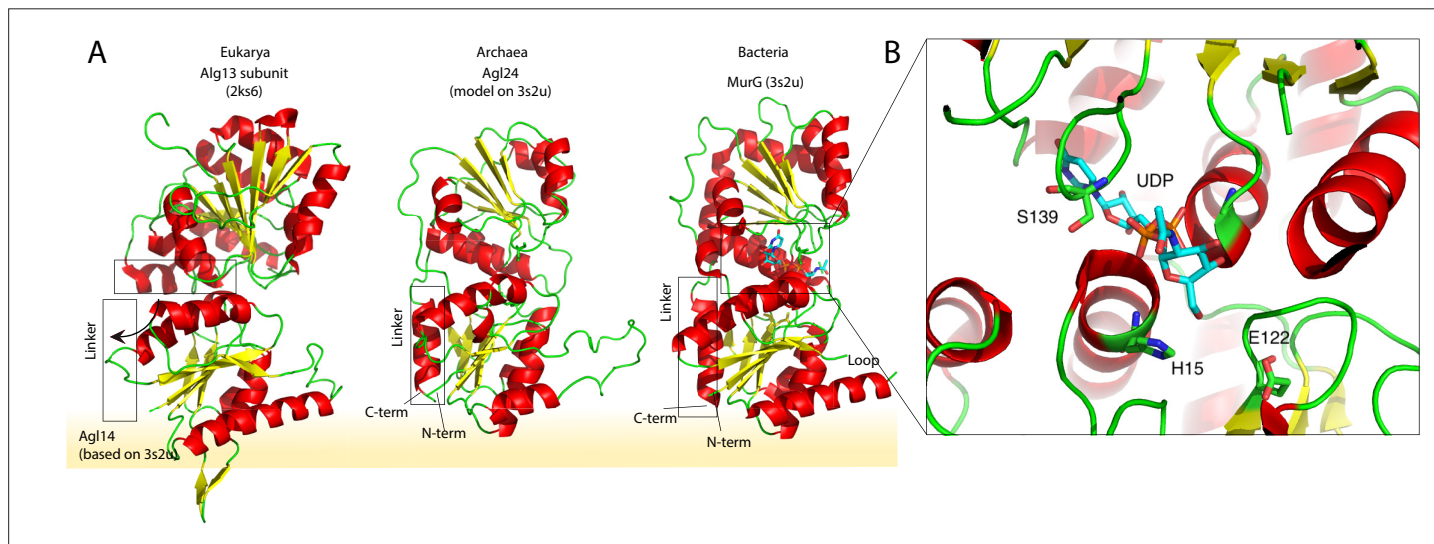 A
Eukarya
Alg13 subunit
(2ks6)
Archaea
Agl24
(model on 3s2u)
Bacteria
MurG (3s2u)
B
Linker
Linker
Linker
Loop
C-term
N-term
C-term
N-term
Agl14
(based on 3s2u)
UDP
S139
E122
H15